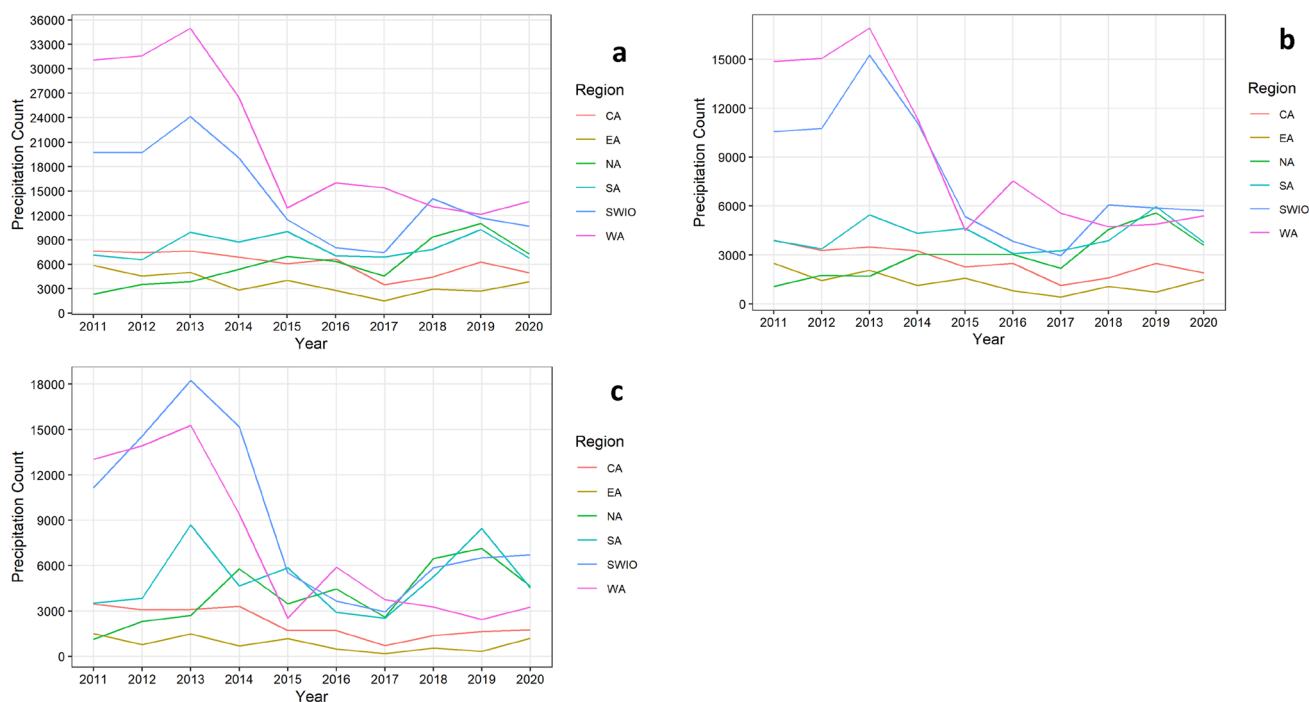 a
Precipitation Count
36000
33000
30000
27000
24000
21000
18000
15000
12000
9000
6000
3000
0
2011 2012 2013 2014 2015 2016 2017 2018 2019 2020
Year
Region
CA
EA
NA
SA
SWIO
WA
b
Precipitation Count
15000
12000
9000
6000
3000
0
2011 2012 2013 2014 2015 2016 2017 2018 2019 2020
Year
Region
CA
EA
NA
SA
SWIO
WA
c
Precipitation Count
18000
15000
12000
9000
6000
3000
0
2011 2012 2013 2014 2015 2016 2017 2018 2019 2020
Year
Region
CA
EA
NA
SA
SWIO
WA